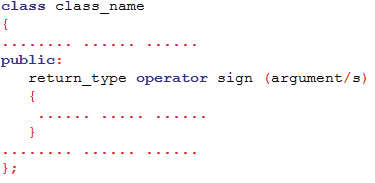 class class_name
{
........ ...... ......
public:
return_type operator sign (argument/s)
{
...... ..... ......
}
........ ...... ......
};